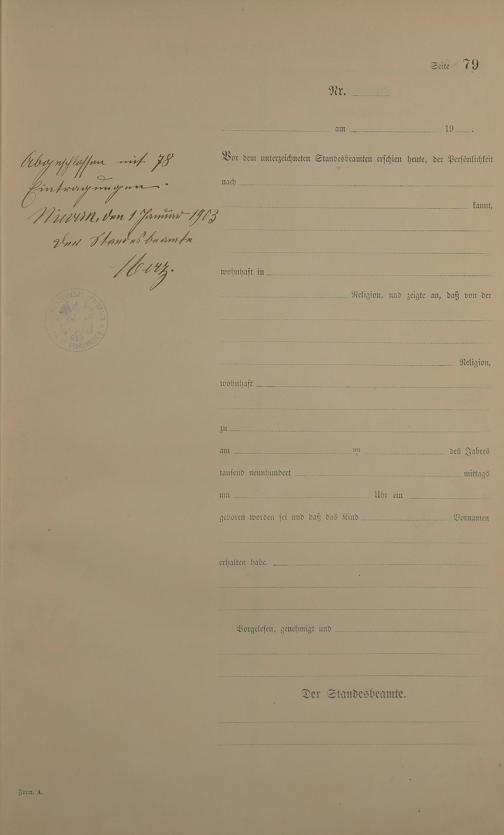 Seite 79
Nr.
am 19 .
Abgeschlossen mit 78
Eintragungen.
Nievern, den 1 Januar 1903
Der Standesbeamte
Herz.
Vor dem unterzeichneten Standesbeamten erschien heute, der Persönlichkeit
nach
kannt,
wohnhaft in
Religion, und zeigte an, daß von der
Religion,
wohnhaft
zu
am des Jahres
tausend neunhundert mittags
um Uhr ein
geboren worden sei und daß das Kind Vornamen
erhalten habe.
Vorgelesen, genehmigt und
Der Standesbeamte.
Form. A.